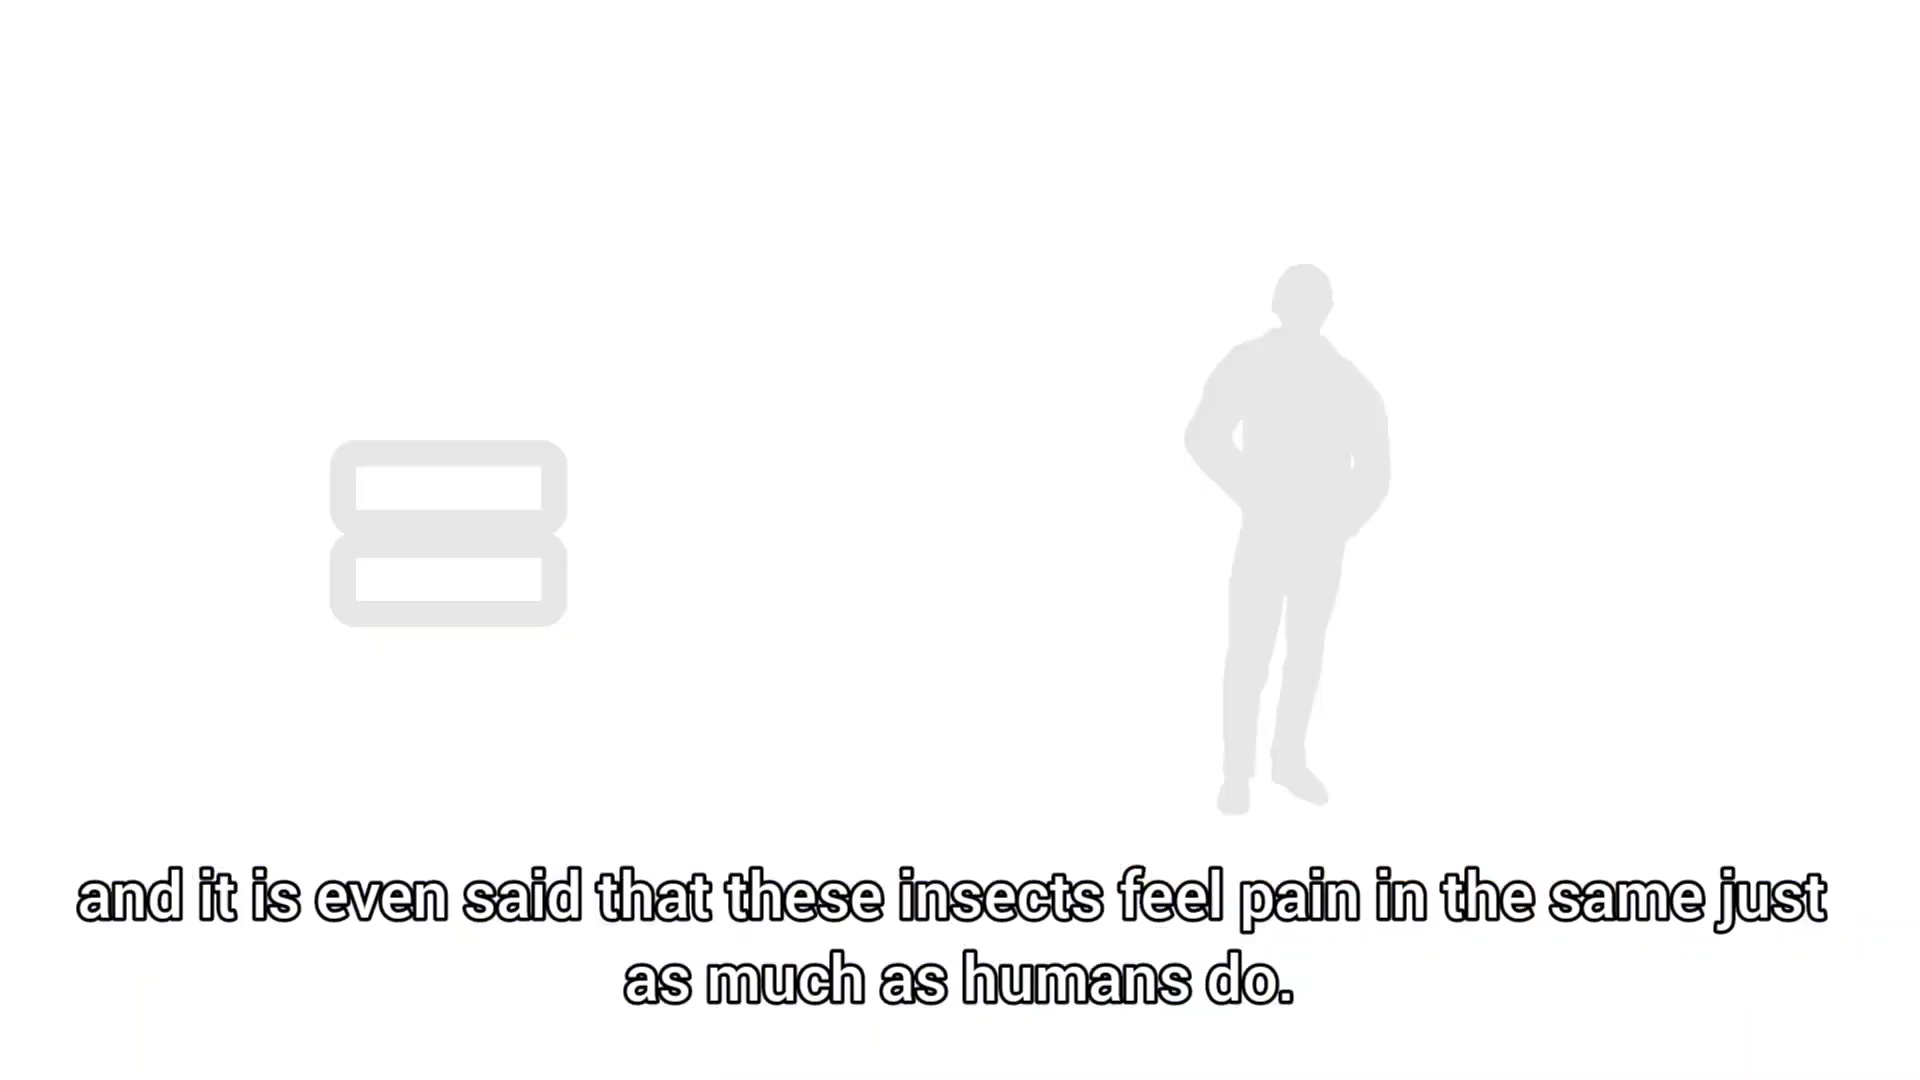 and it is even said that these insects feel pain in the same just
as much as humans do.